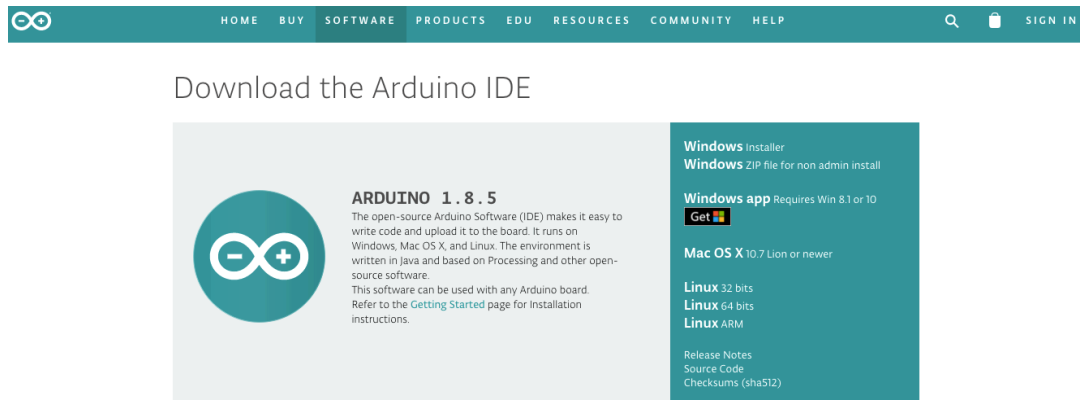 HOME BUY SOFTWARE PRODUCTS EDU RESOURCES COMMUNITY HELP SIGN IN
Download the Arduino IDE
ARDUINO 1.8.5
The open-source Arduino Software (IDE) makes it easy to
write code and upload it to the board. It runs on
Windows, Mac OS X, and Linux. The environment is
written in Java and based on Processing and other open-
source software.
This software can be used with any Arduino board.
Refer to the Getting Started page for Installation
instructions.
Windows Installer
Windows ZIP file for non admin install
Windows app Requires Win 8.1 or 10
Get
Mac OS X 10.7 Lion or newer
Linux 32 bits
Linux 64 bits
Linux ARM
Release Notes
Source Code
Checksums (sha512)